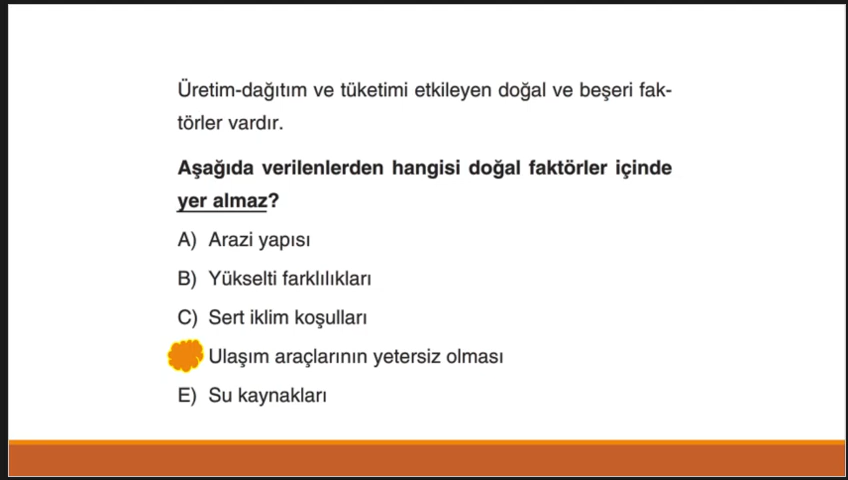 Üretim-dağıtım ve tüketimi etkileyen doğal ve beşeri fak-
törler vardır.
Aşağıda verilenlerden hangisi doğal faktörler içinde
yer almaz?
A) Arazi yapısı
B) Yükselti farklılıkları
C) Sert iklim koşulları
Ulaşım araçlarının yetersiz olması
E) Su kaynakları